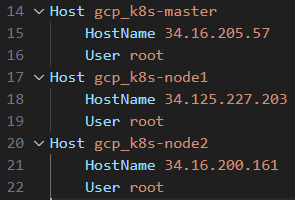 14 Host gcp_k8s-master
15 HostName 34.16.205.57
16 User root
17 Host gcp_k8s-node1
18 HostName 34.125.227.203
19 User root
20 Host gcp_k8s-node2
21 HostName 34.16.200.161
22 User root